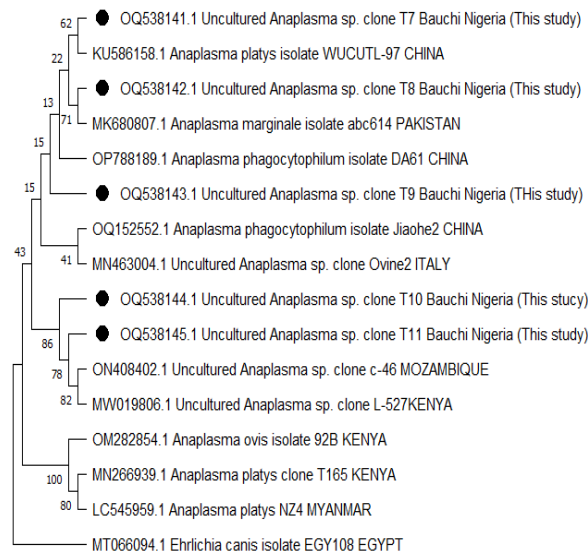 OQ538141.1 Uncultured Anaplasma sp. clone T7 Bauchi Nigeria (This study)
62
KU586158.1 Anaplasma platys isolate WUCUTL-97 CHINA
22
OQ538142.1 Uncultured Anaplasma sp. clone T8 Bauchi Nigeria (This study)
13
71
MK680807.1 Anaplasma marginale isolate abc614 PAKISTAN
15
OP788189.1 Anaplasma phagocytophilum isolate DA61 CHINA
15
OQ538143.1 Uncultured Anaplasma sp. clone T9 Bauchi Nigeria (THis study)
OQ152552.1 Anaplasma phagocytophilum isolate Jiaohe2 CHINA
43
41
MN463004.1 Uncultured Anaplasma sp. clone Ovine2 ITALY
OQ538144.1 Uncultured Anaplasma sp. clone T10 Bauchi Nigeria (This stucy)
86
OQ538145.1 Uncultured Anaplasma sp. clone T11 Bauchi Nigeria (This study)
78
ON408402.1 Uncultured Anaplasma sp. clone c-46 MOZAMBIQUE
82
MW019806.1 Uncultured Anaplasma sp. clone L-527KENYA
OM282854.1 Anaplasma ovis isolate 92B KENYA
100
MN266939.1 Anaplasma platys clone T165 KENYA
80
LC545959.1 Anaplasma platys NZ4 MYANMAR
MT066094.1 Ehrlichia canis isolate EGY108 EGYPT